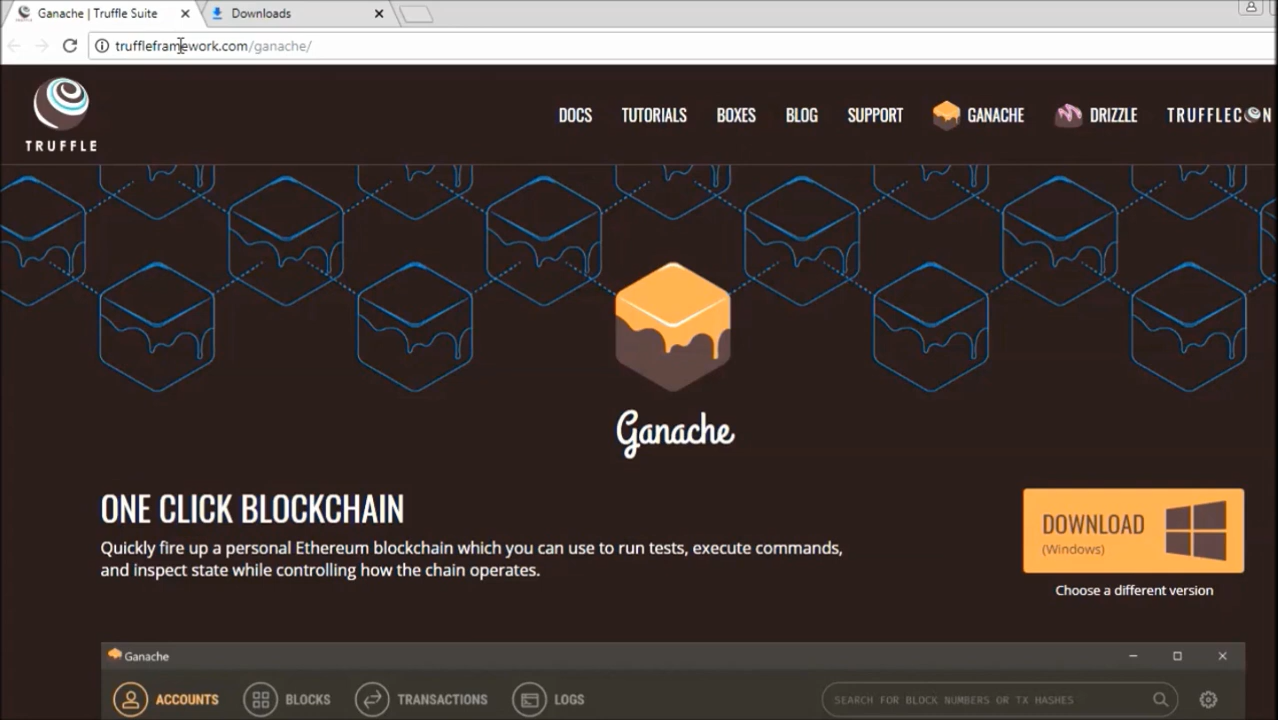 Ganache | Truffle Suite
Downloads
truffleframework.com/ganache/
TRUFFLE
DOCS TUTORIALS BOXES BLOG SUPPORT GANACHE DRIZZLE TRUFFLECON
Ganache
ONE CLICK BLOCKCHAIN
Quickly fire up a personal Ethereum blockchain which you can use to run tests, execute commands,
and inspect state while controlling how the chain operates.
DOWNLOAD
(Windows)
Choose a different version
Ganache
ACCOUNTS BLOCKS TRANSACTIONS LOGS SEARCH FOR BLOCK NUMBERS OR TX HASHES